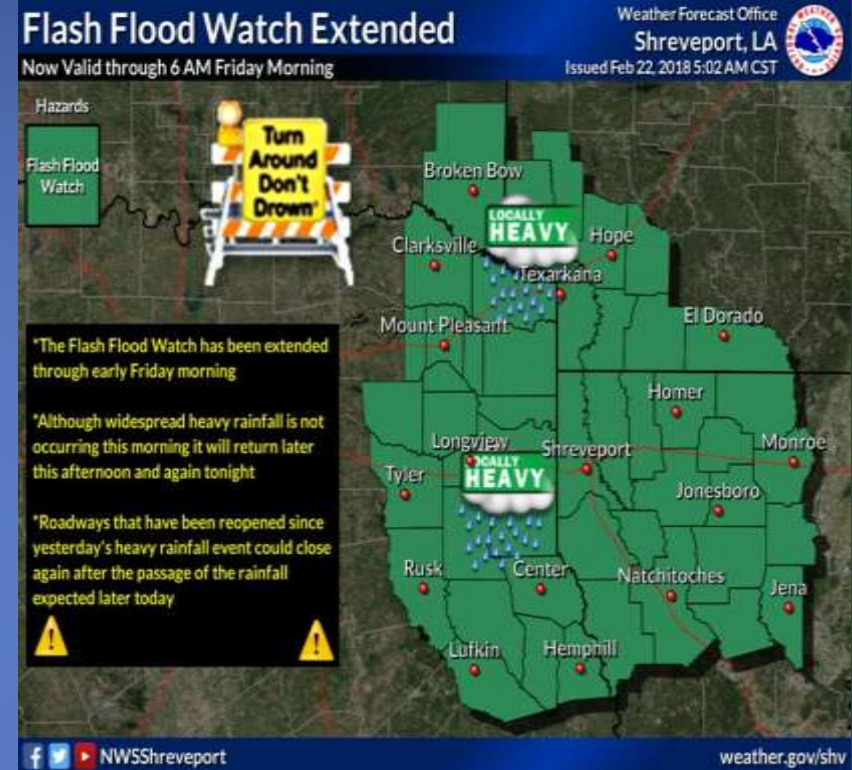 Flash Flood Watch Extended
Now Valid through 6 AM Friday Morning
Weather Forecast Office
Shreveport, LA
Issued Feb 22, 2018 5:02 AM CST
Hazards
Flash Flood
Watch
Turn
Around
Don't
Drown*
Broken Bow
LOCALLY
HEAVY
Hope
Clarksville
Texarkana
El Dorado
Mount Pleasant
Homer
Longview
Shreveport
Monroe
LOCALLY
HEAVY
Tyler
Jonesboro
Rusk
Center
Natchitoches
Jena
Lufkin
Hemphill
*The Flash Flood Watch has been extended
through early Friday morning
*Although widespread heavy rainfall is not
occurring this morning it will return later
this afternoon and again tonight
*Roadways that have been reopened since
yesterday's heavy rainfall event could close
again after the passage of the rainfall
expected later today
NWSShreveport
weather.gov/shv